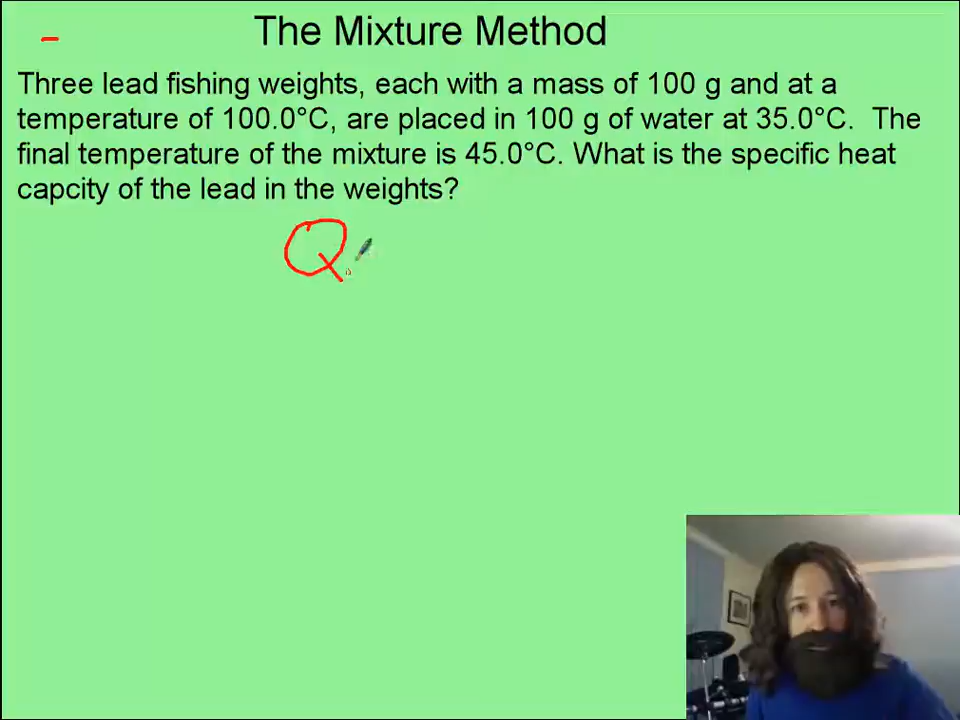 The Mixture Method
Three lead fishing weights, each with a mass of 100 g and at a
temperature of 100.0°C, are placed in 100 g of water at 35.0°C. The
final temperature of the mixture is 45.0°C. What is the specific heat
capcity of the lead in the weights?
Q